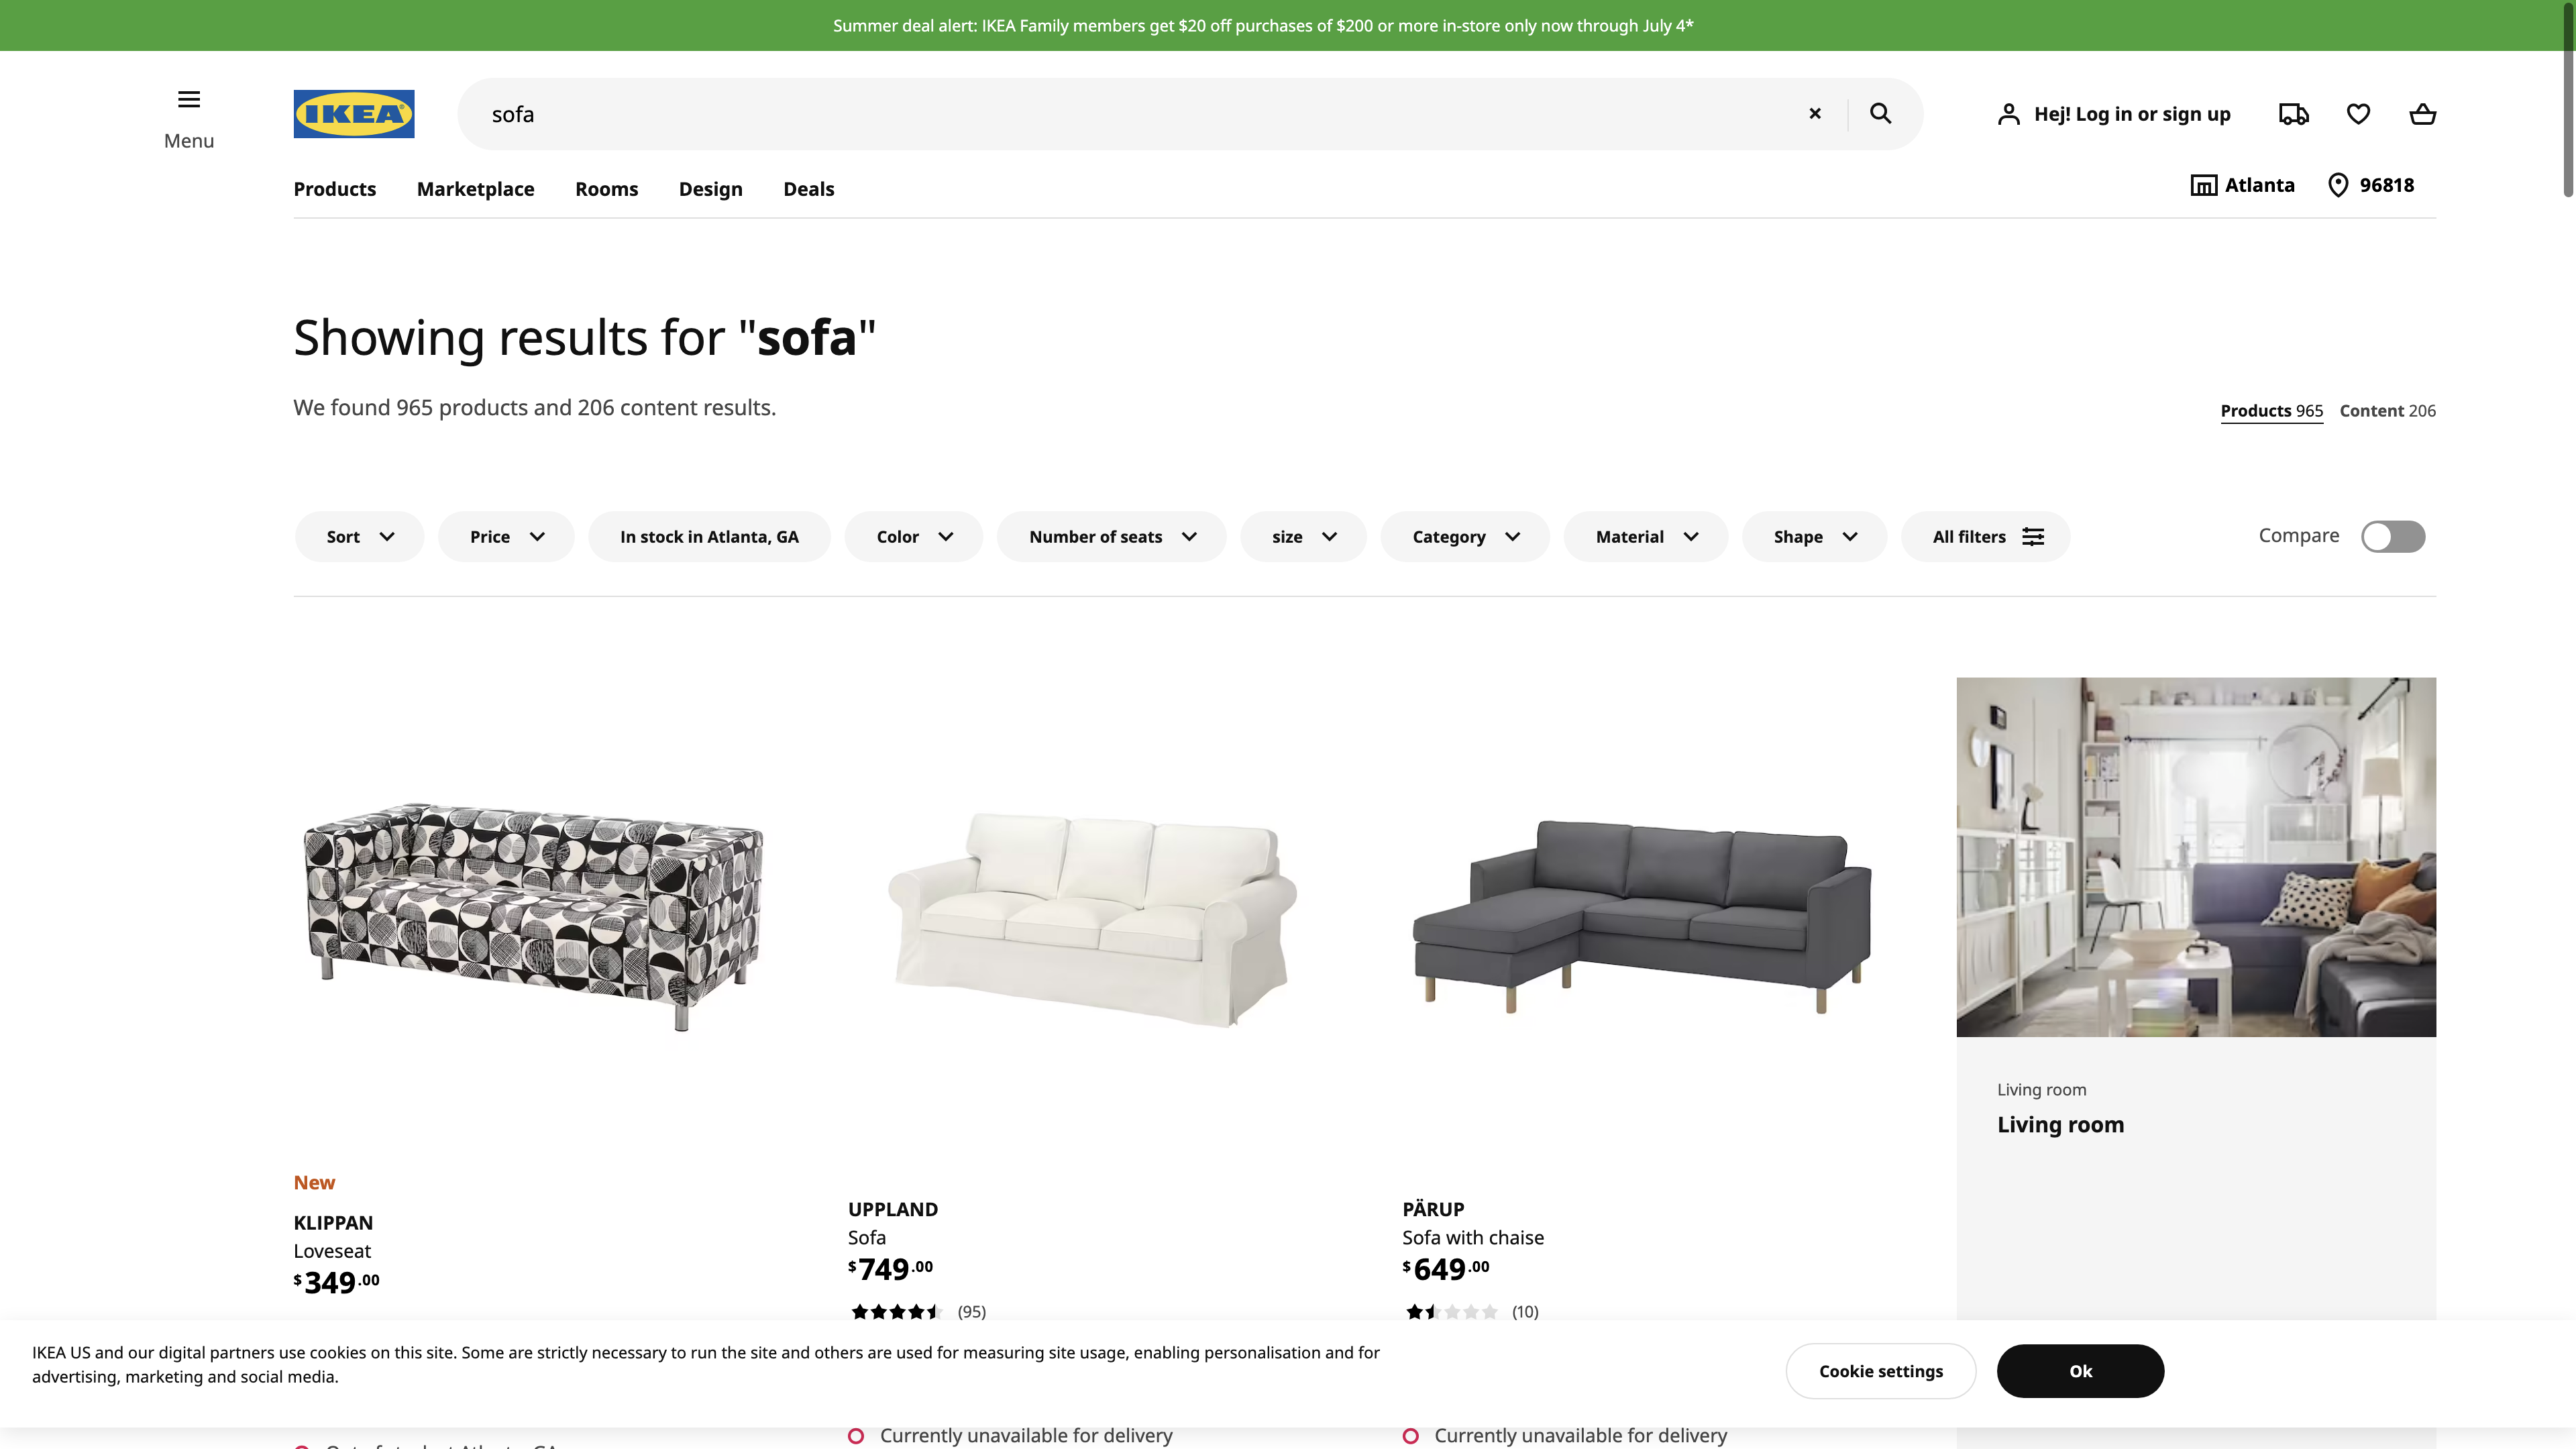 Summer deal alert: IKEA Family members get $20 off purchases of $200 or more in-store only now through July 4*
Menu
IKEA
sofa
Hej! Log in or sign up
Products
Marketplace
Rooms
Design
Deals
Atlanta
96818
Showing results for "sofa"
We found 965 products and 206 content results.
Products 965
Content 206
Sort
Price
In stock in Atlanta, GA
Color
Number of seats
size
Category
Material
Shape
All filters
Compare
New
KLIPPAN
Loveseat
$349.00
UPPLAND
Sofa
$749.00
(95)
PÄRUP
Sofa with chaise
$649.00
(10)
Living room
Living room
IKEA US and our digital partners use cookies on this site. Some are strictly necessary to run the site and others are used for measuring site usage, enabling personalisation and for
advertising, marketing and social media.
Cookie settings
Ok
Currently unavailable for delivery
Currently unavailable for delivery